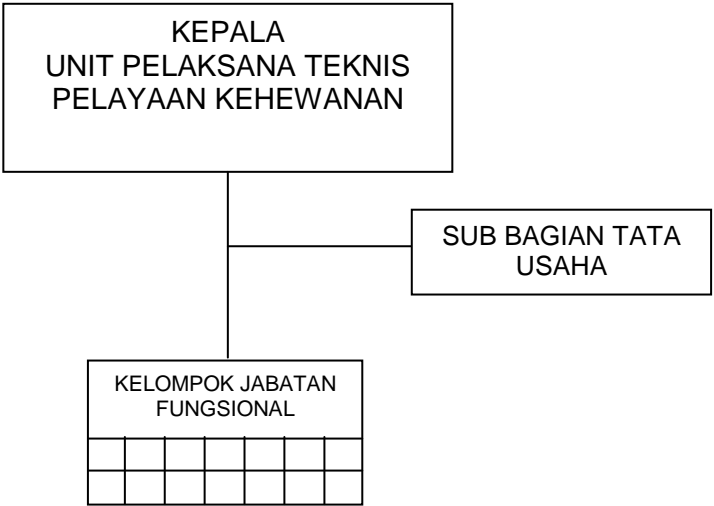 KEPALA
UNIT PELAKSANA TEKNIS
PELAYAAN KEHEWANAN
SUB BAGIAN TATA
USAHA
KELOMPOK JABATAN
FUNGSIONAL